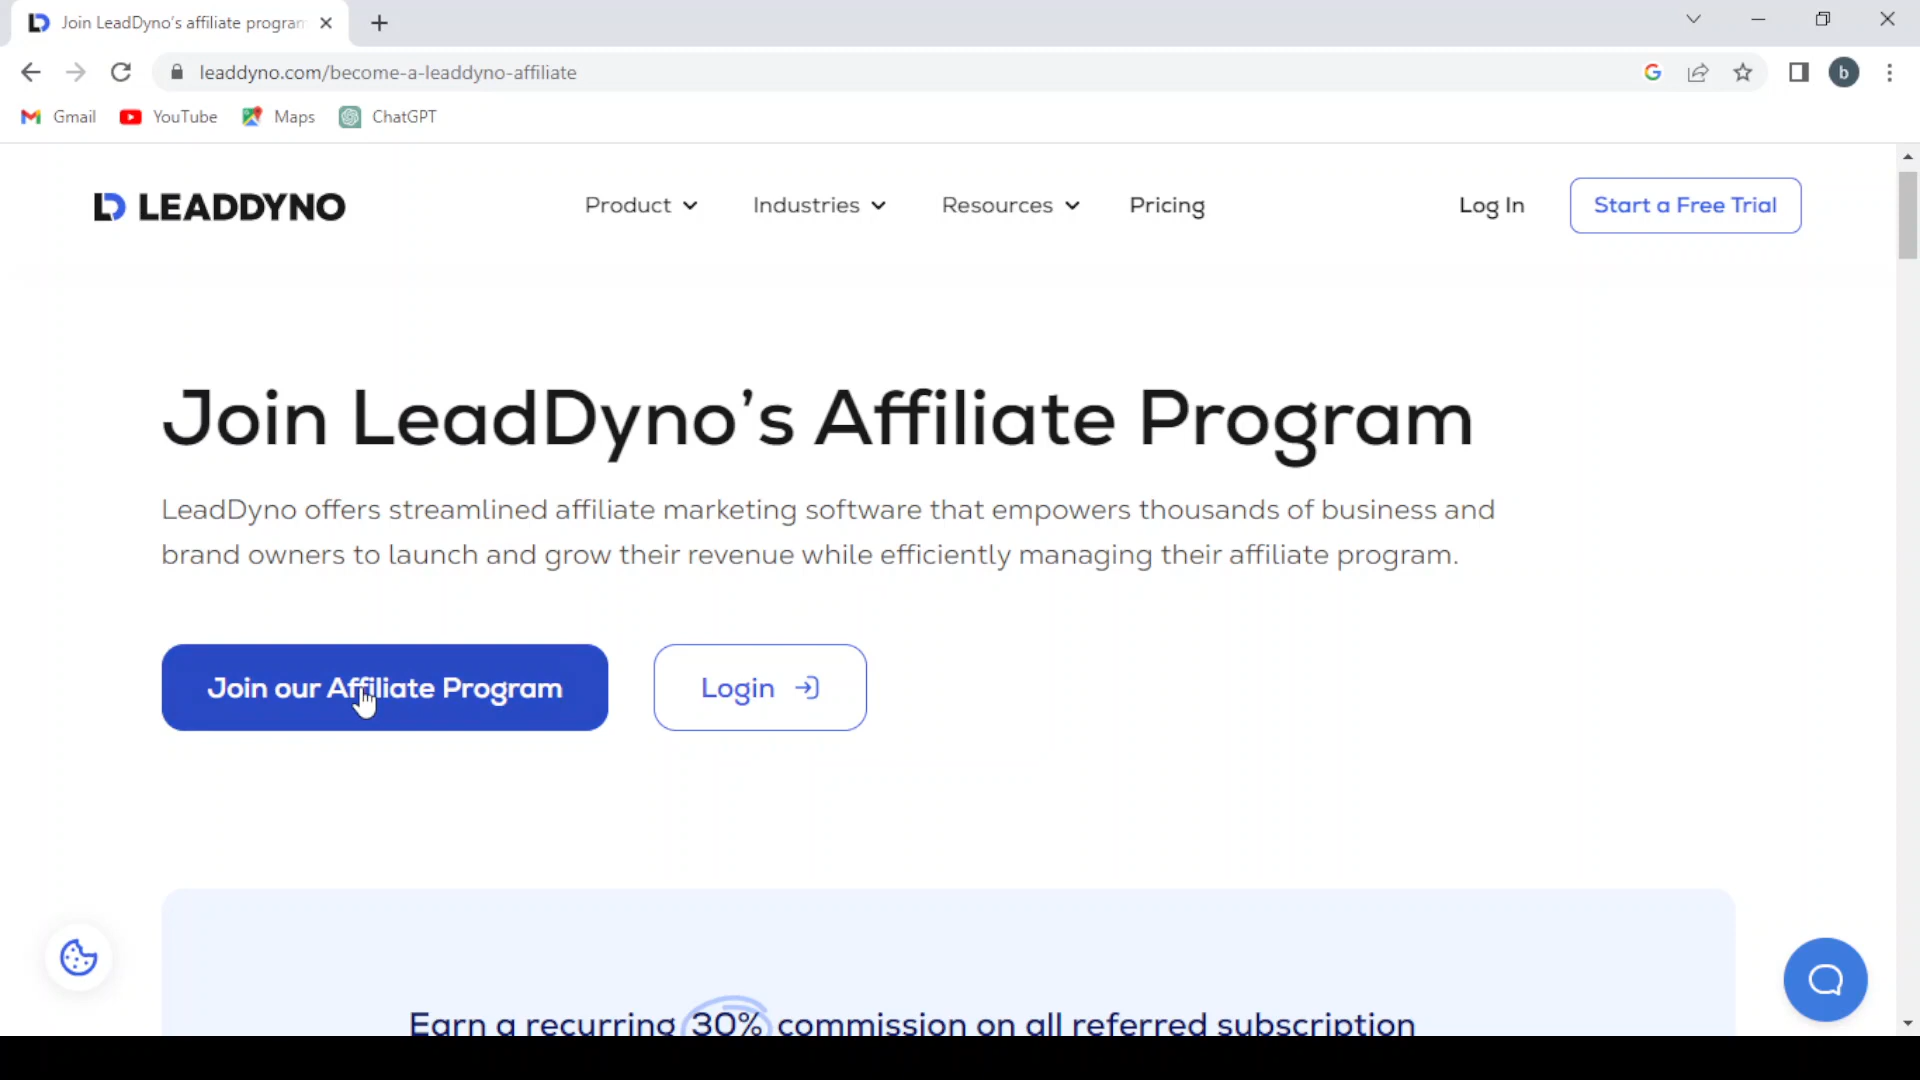 Join LeadDyno's affiliate program
leaddyno.com/become-a-leaddyno-affiliate
b
Gmail
YouTube
Maps
ChatGPT
LEADDYNO
Product
Industries
Resources
Pricing
Log In
Start a Free Trial
Join LeadDyno’s Affiliate Program
LeadDyno offers streamlined affiliate marketing software that empowers thousands of business and
brand owners to launch and grow their revenue while efficiently managing their affiliate program.
Join our Affiliate Program
Login
Earn a recurring 30% commission on all referred subscription